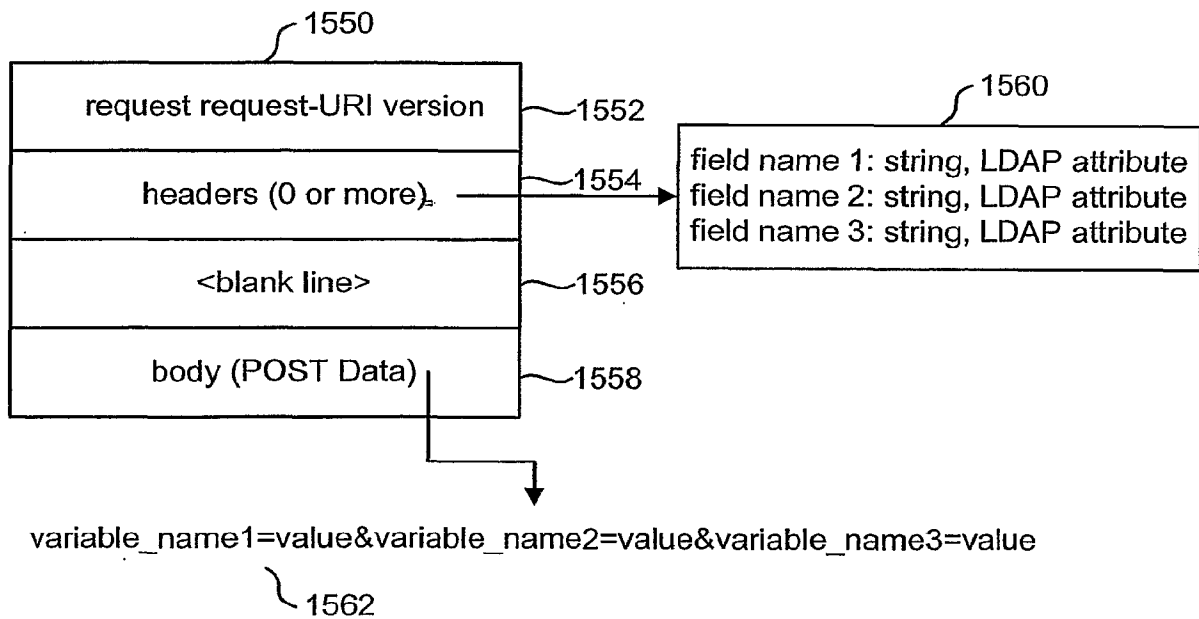 1550
request request-URI version
1552
1560
headers (0 or more)
1554
field name 1: string, LDAP attribute
field name 2: string, LDAP attribute
field name 3: string, LDAP attribute
<blank line>
1556
body (POST Data)
1558
variable_name1=value&variable_name2=value&variable_name3=value
1562